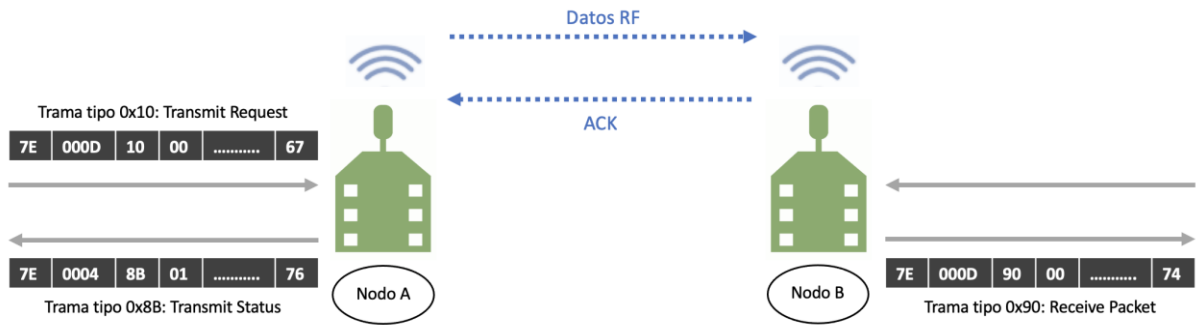 Datos RF
ACK
Trama tipo 0x10: Transmit Request
7E 000D 10 00 ........... 67
7E 0004 8B 01 ........... 76
Trama tipo 0x8B: Transmit Status
Nodo A
Nodo B
7E 000D 90 00 ........... 74
Trama tipo 0x90: Receive Packet